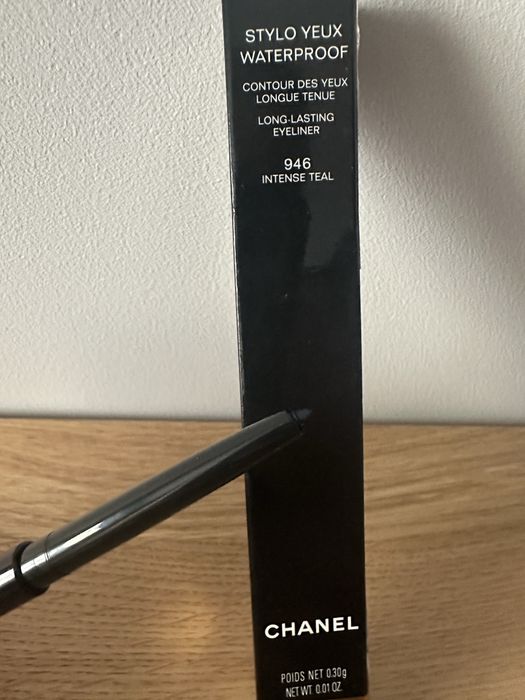 STYLO YEUX
WATERPROOF
CONTOUR DES YEUX
LONGUE TENUE
LONG-LASTING
EYELINER
946
INTENSE TEAL
CHANEL
POIDS NET 0.30g
NET WT 0.01 OZ